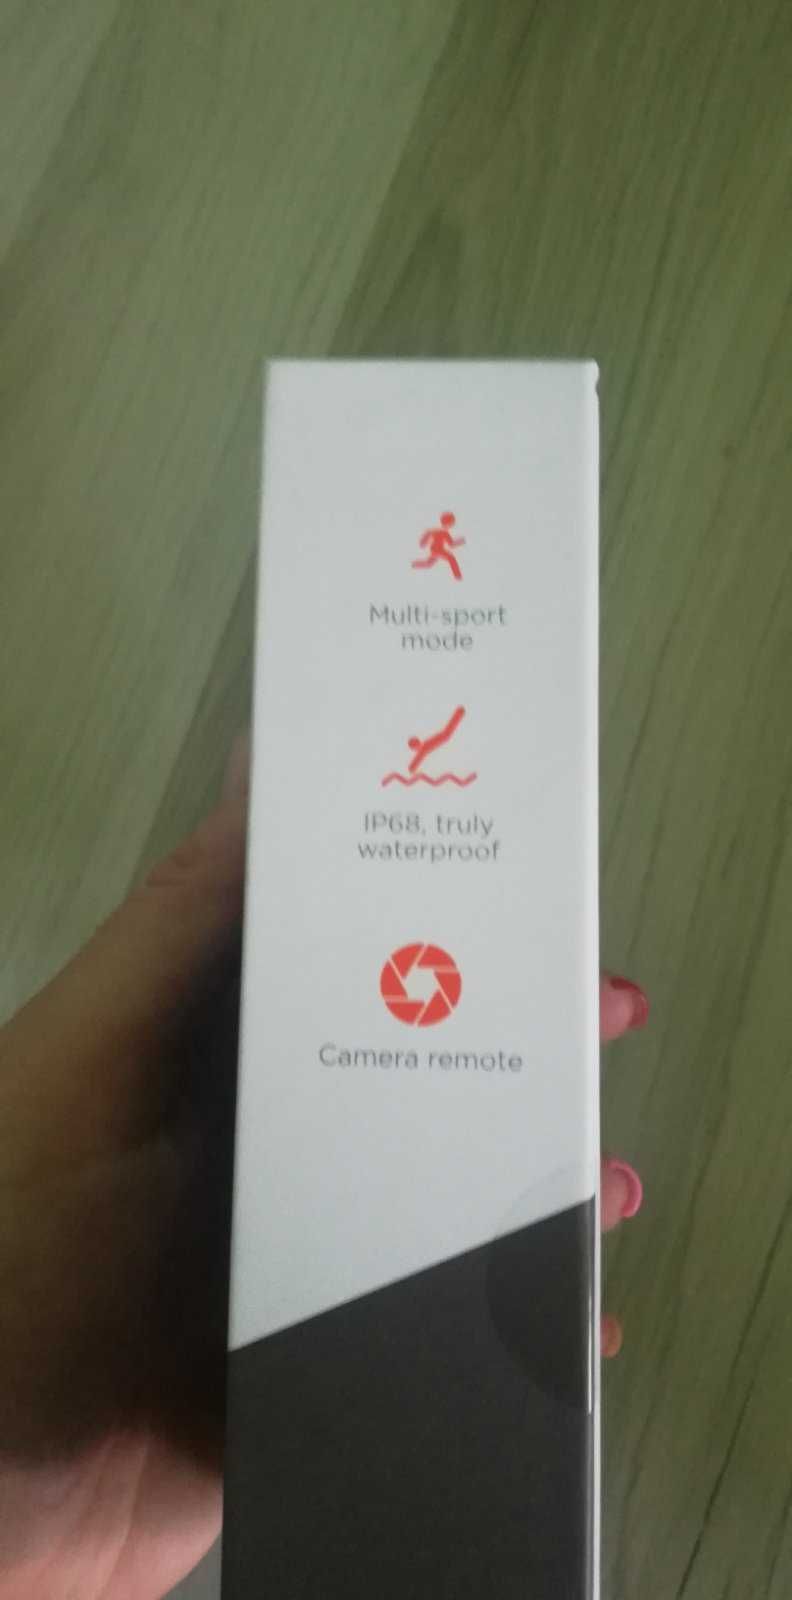 Multi-sport
mode
IP68, truly
waterproof
Camera remote